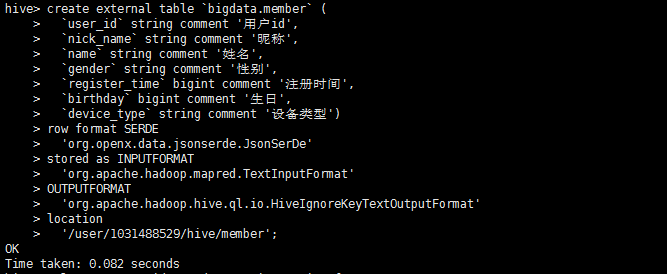 hive> create external table `bigdata.member` (
    >   `user_id` string comment '用户id',
    >   `nick_name` string comment '昵称',
    >   `name` string comment '姓名',
    >   `gender` string comment '性别',
    >   `register_time` bigint comment '注册时间',
    >   `birthday` bigint comment '生日',
    >   `device_type` string comment '设备类型')
    > row format SERDE
    >   'org.openx.data.jsonserde.JsonSerDe'
    > stored as INPUTFORMAT
    >   'org.apache.hadoop.mapred.TextInputFormat'
    > OUTPUTFORMAT
    >   'org.apache.hadoop.hive.ql.io.HiveIgnoreKeyTextOutputFormat'
    > location
    >   '/user/1031488529/hive/member';
OK
Time taken: 0.082 seconds